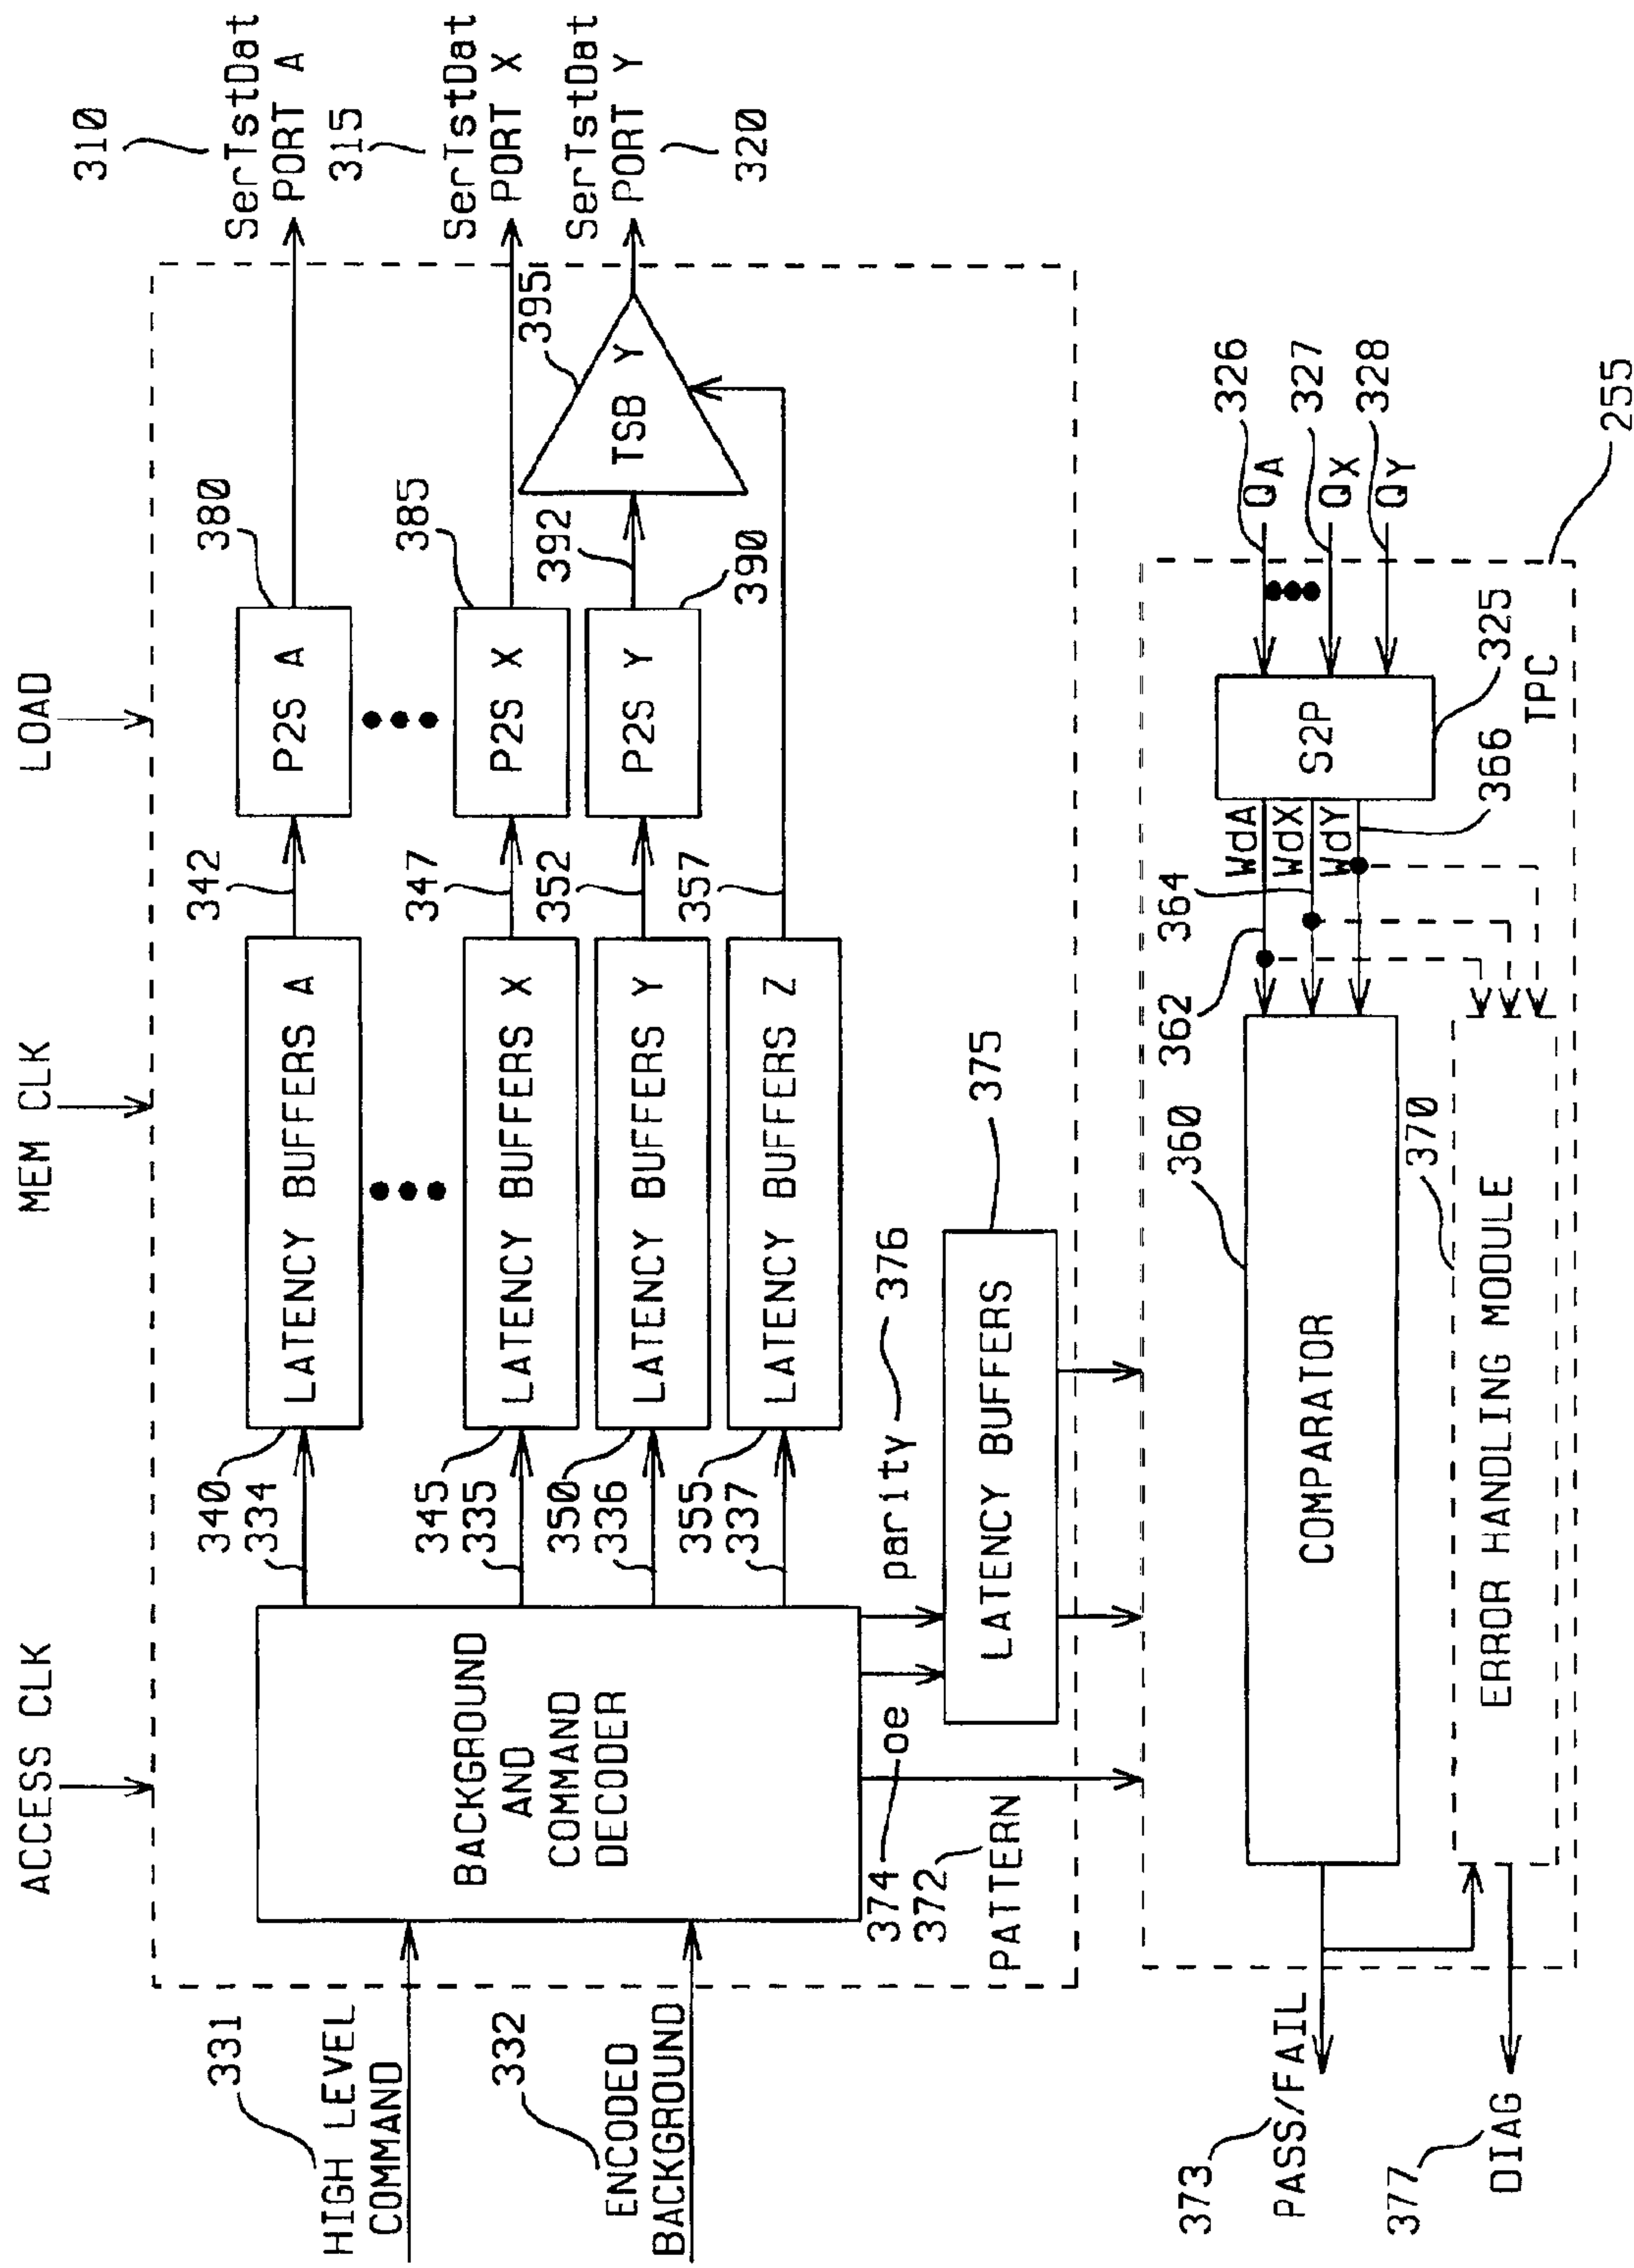 ACCESS CLK
MEM CLK
LOAD
331
HIGH LEVEL
COMMAND
332
ENCODED
BACKGROUND
BACKGROUND
AND
COMMAND
DECODER
340
334
345
335
350
336
355
337
LATENCY BUFFERS A
LATENCY BUFFERS X
LATENCY BUFFERS Y
LATENCY BUFFERS Z
342
347
352
357
P2S A
380
P2S X
385
P2S Y
390
392
TSB Y
395
310
SerTstDat
PORT A
315
SerTstDat
PORT X
SerTstDat
PORT Y
320
parity 376
374 oe
372
PATTERN
LATENCY BUFFERS
375
373
PASS/FAIL
377
DIAG
360
COMPARATOR
370
ERROR HANDLING MODULE
362
364
WdA
WdX
WdY
366
S2P
325
TPC
QA
326
QX
327
QY
328
255